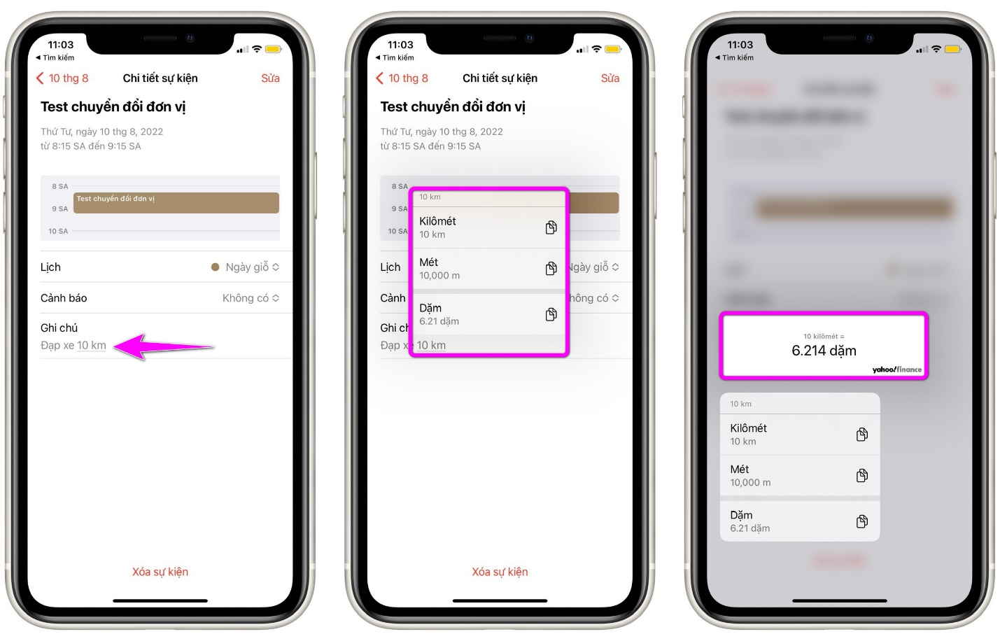 11:03
Tìm kiếm
10 thg 8
Chi tiết sự kiện
Sửa
Test chuyển đổi đơn vị
Thứ Tư, ngày 10 thg 8, 2022
từ 8:15 SA đến 9:15 SA
8 SA
Test chuyển đổi đơn vị
9 SA
10 SA
Lịch
Ngày giỗ
Cảnh báo
Không có
Ghi chú
Đạp xe 10 km
Xóa sự kiện
11:03
Tìm kiếm
10 thg 8
Chi tiết sự kiện
Sửa
Test chuyển đổi đơn vị
Thứ Tư, ngày 10 thg 8, 2022
từ 8:15 SA đến 9:15 SA
8 SA
9 SA
10 SA
10 km
Kilômét
10 km
Mét
10,000 m
Dặm
6.21 dặm
Lịch
Ngày giỗ
Cảnh
hông có
Ghi ch
Đạp xe 10 km
Xóa sự kiện
11:03
Tìm kiếm
10 kilômét =
6.214 dặm
yahoo!finance
10 km
Kilômét
10 km
Mét
10,000 m
Dặm
6.21 dặm